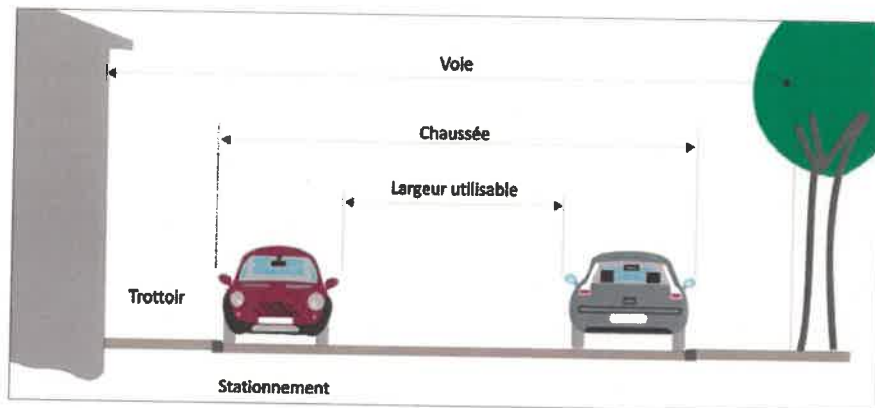 Voie
Chaussée
Largeur utilisable
Trottoir
Stationnement